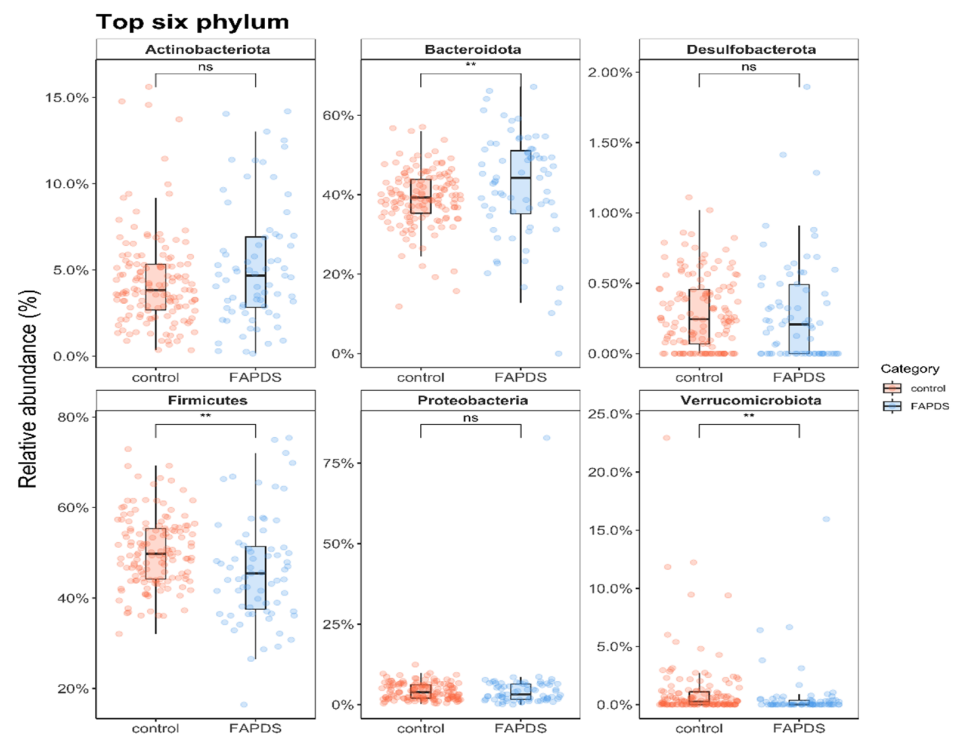 Top six phylum
Actinobacteriota
Bacteroidota
Desulfobacterota
ns
**
ns
15.0%
10.0%
5.0%
0.0%
60%
40%
20%
0%
2.00%
1.50%
1.00%
0.50%
0.00%
control
FAPDS
control
FAPDS
control
FAPDS
Relative abundance (%)
Firmicutes
Proteobacteria
Verrucomicrobiota
**
ns
**
80%
60%
40%
20%
75%
50%
25%
0%
25.0%
20.0%
15.0%
10.0%
5.0%
0.0%
control
FAPDS
control
FAPDS
control
FAPDS
Category
control
FAPDS